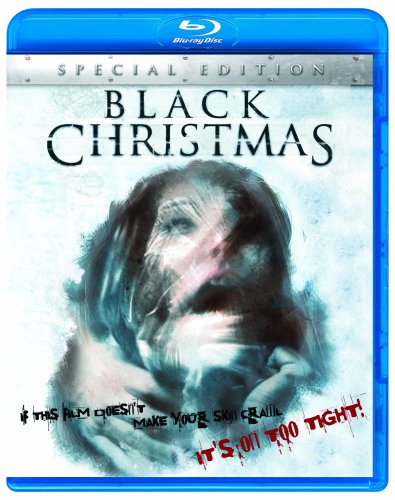 Blu-ray Disc
SPECIAL EDITION
BLACK
CHRISTMAS
IF THIS FILM DOESN'T
MAKE YOUR SKIN CRAWL
IT'S ON TOO TIGHT!